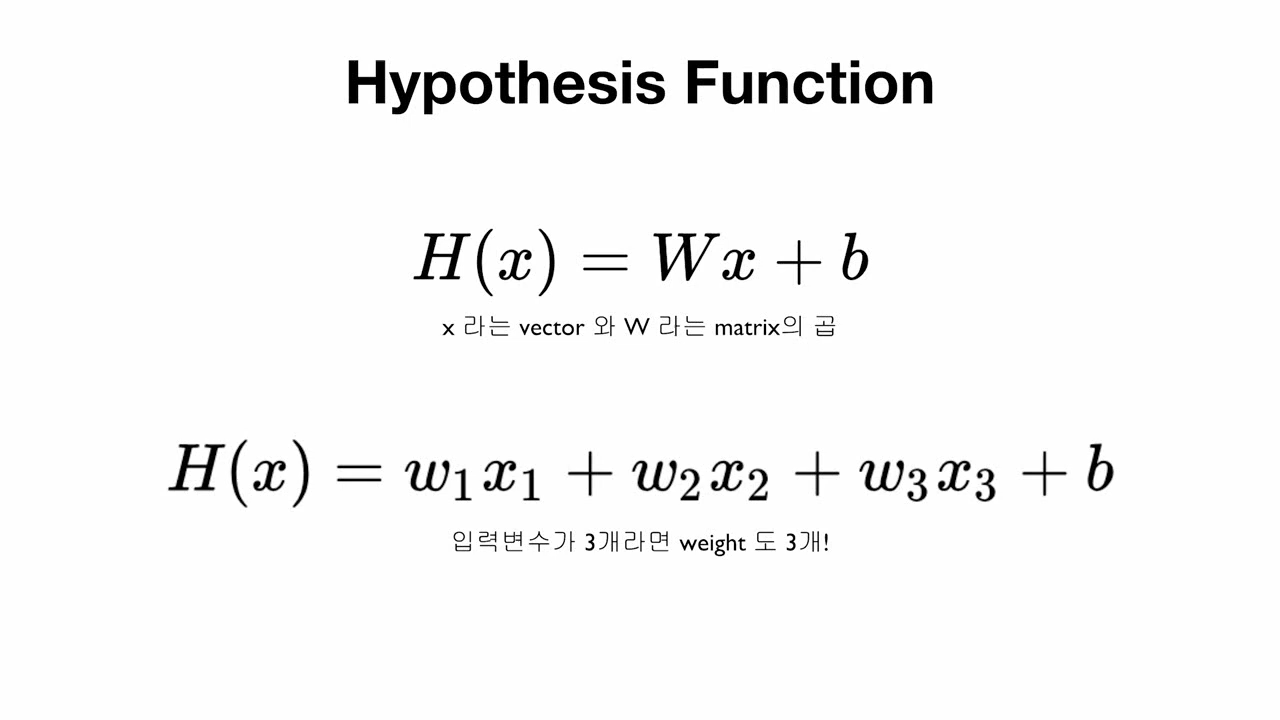 Hypothesis Function
H(x) = Wx + b
x 라는 vector 와 W 라는 matrix의 곱
H(x) = w₁x₁ + w₂x₂ + w₃x₃ + b
입력변수가 3개라면 weight 도 3개!